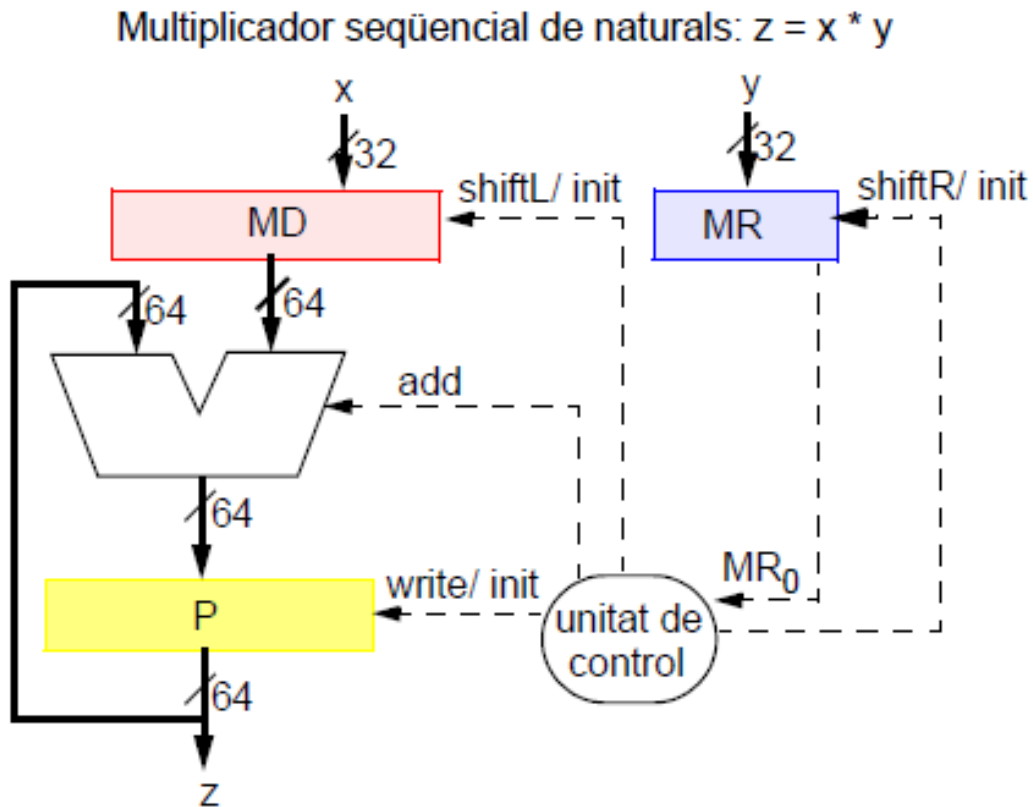 Multiplicador seqüencial de naturals: z = x * y
x
y
32
32
shiftL/ init
shiftR/ init
MD
MR
64
64
add
64
MR0
write/ init
P
unitat de
control
64
z